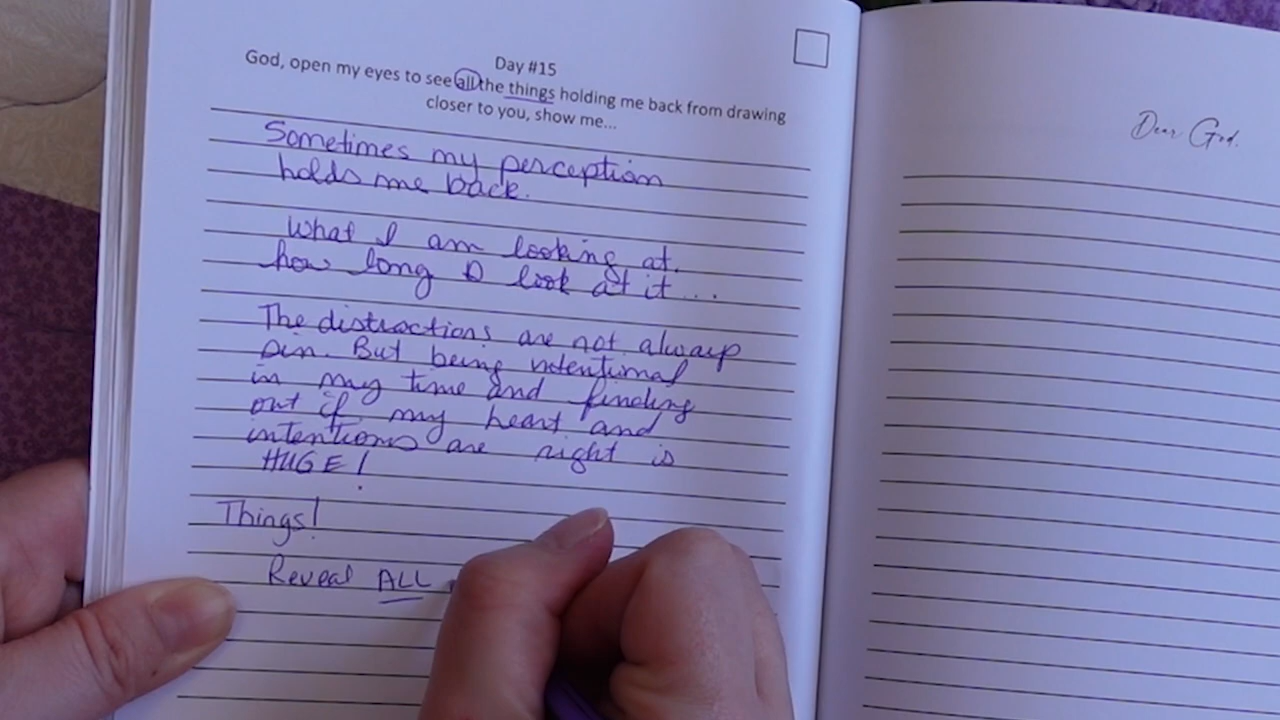 Day #15
God, open my eyes to see all the things holding me back from drawing
closer to you, show me...
Sometimes my perception
holds me back.
What I am looking at.
how long I look at it...
The distractions are not always
sin. But being intentional
in my time and finding
out if my heart and
intentions are right is
HUGE!
Things!
Reveal ALL
Dear God,